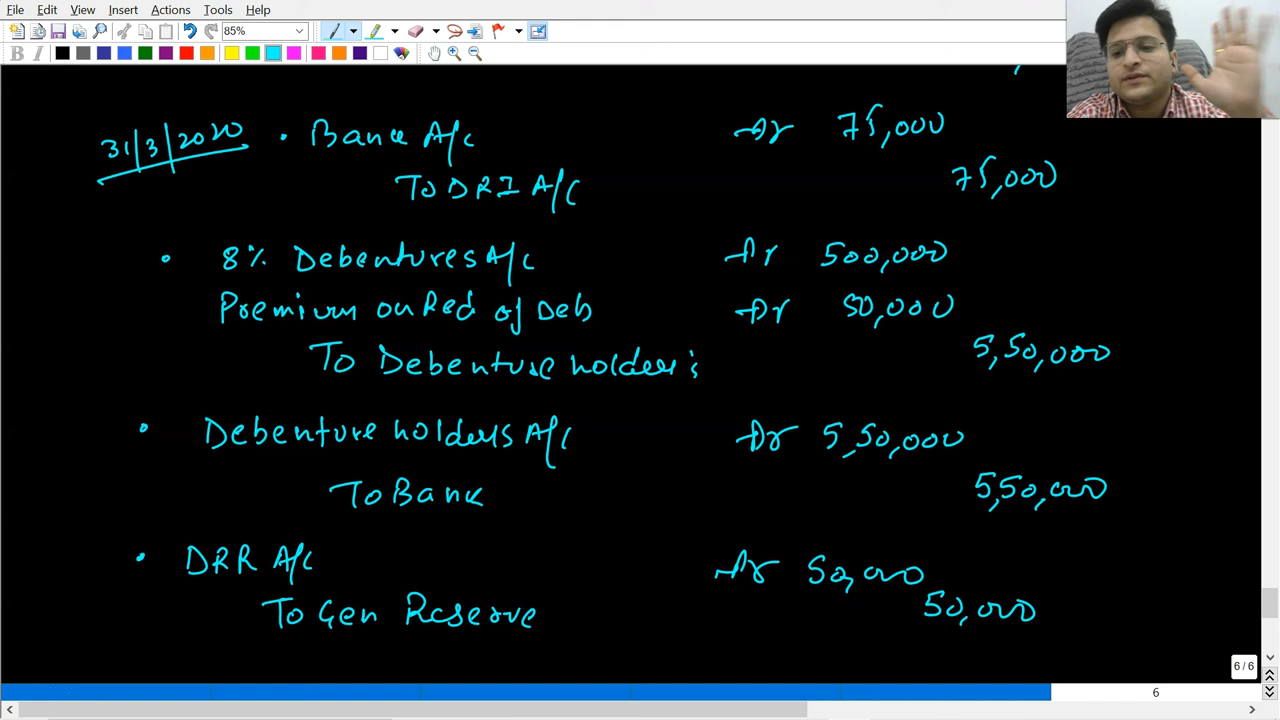 File Edit View Insert Actions Tools Help
85%
B I
31/3/2020 • Bank A/c Dr 75,000
To DRI A/c 75,000
• 8% Debentures A/c Dr 500,000
Premium on Red of Deb Dr 50,000
To Debenture holders 5,50,000
• Debenture holders A/c Dr 5,50,000
To Bank 5,50,000
• DRR A/c Dr 50,000
To Gen Reserve 50,000
6 / 6
6